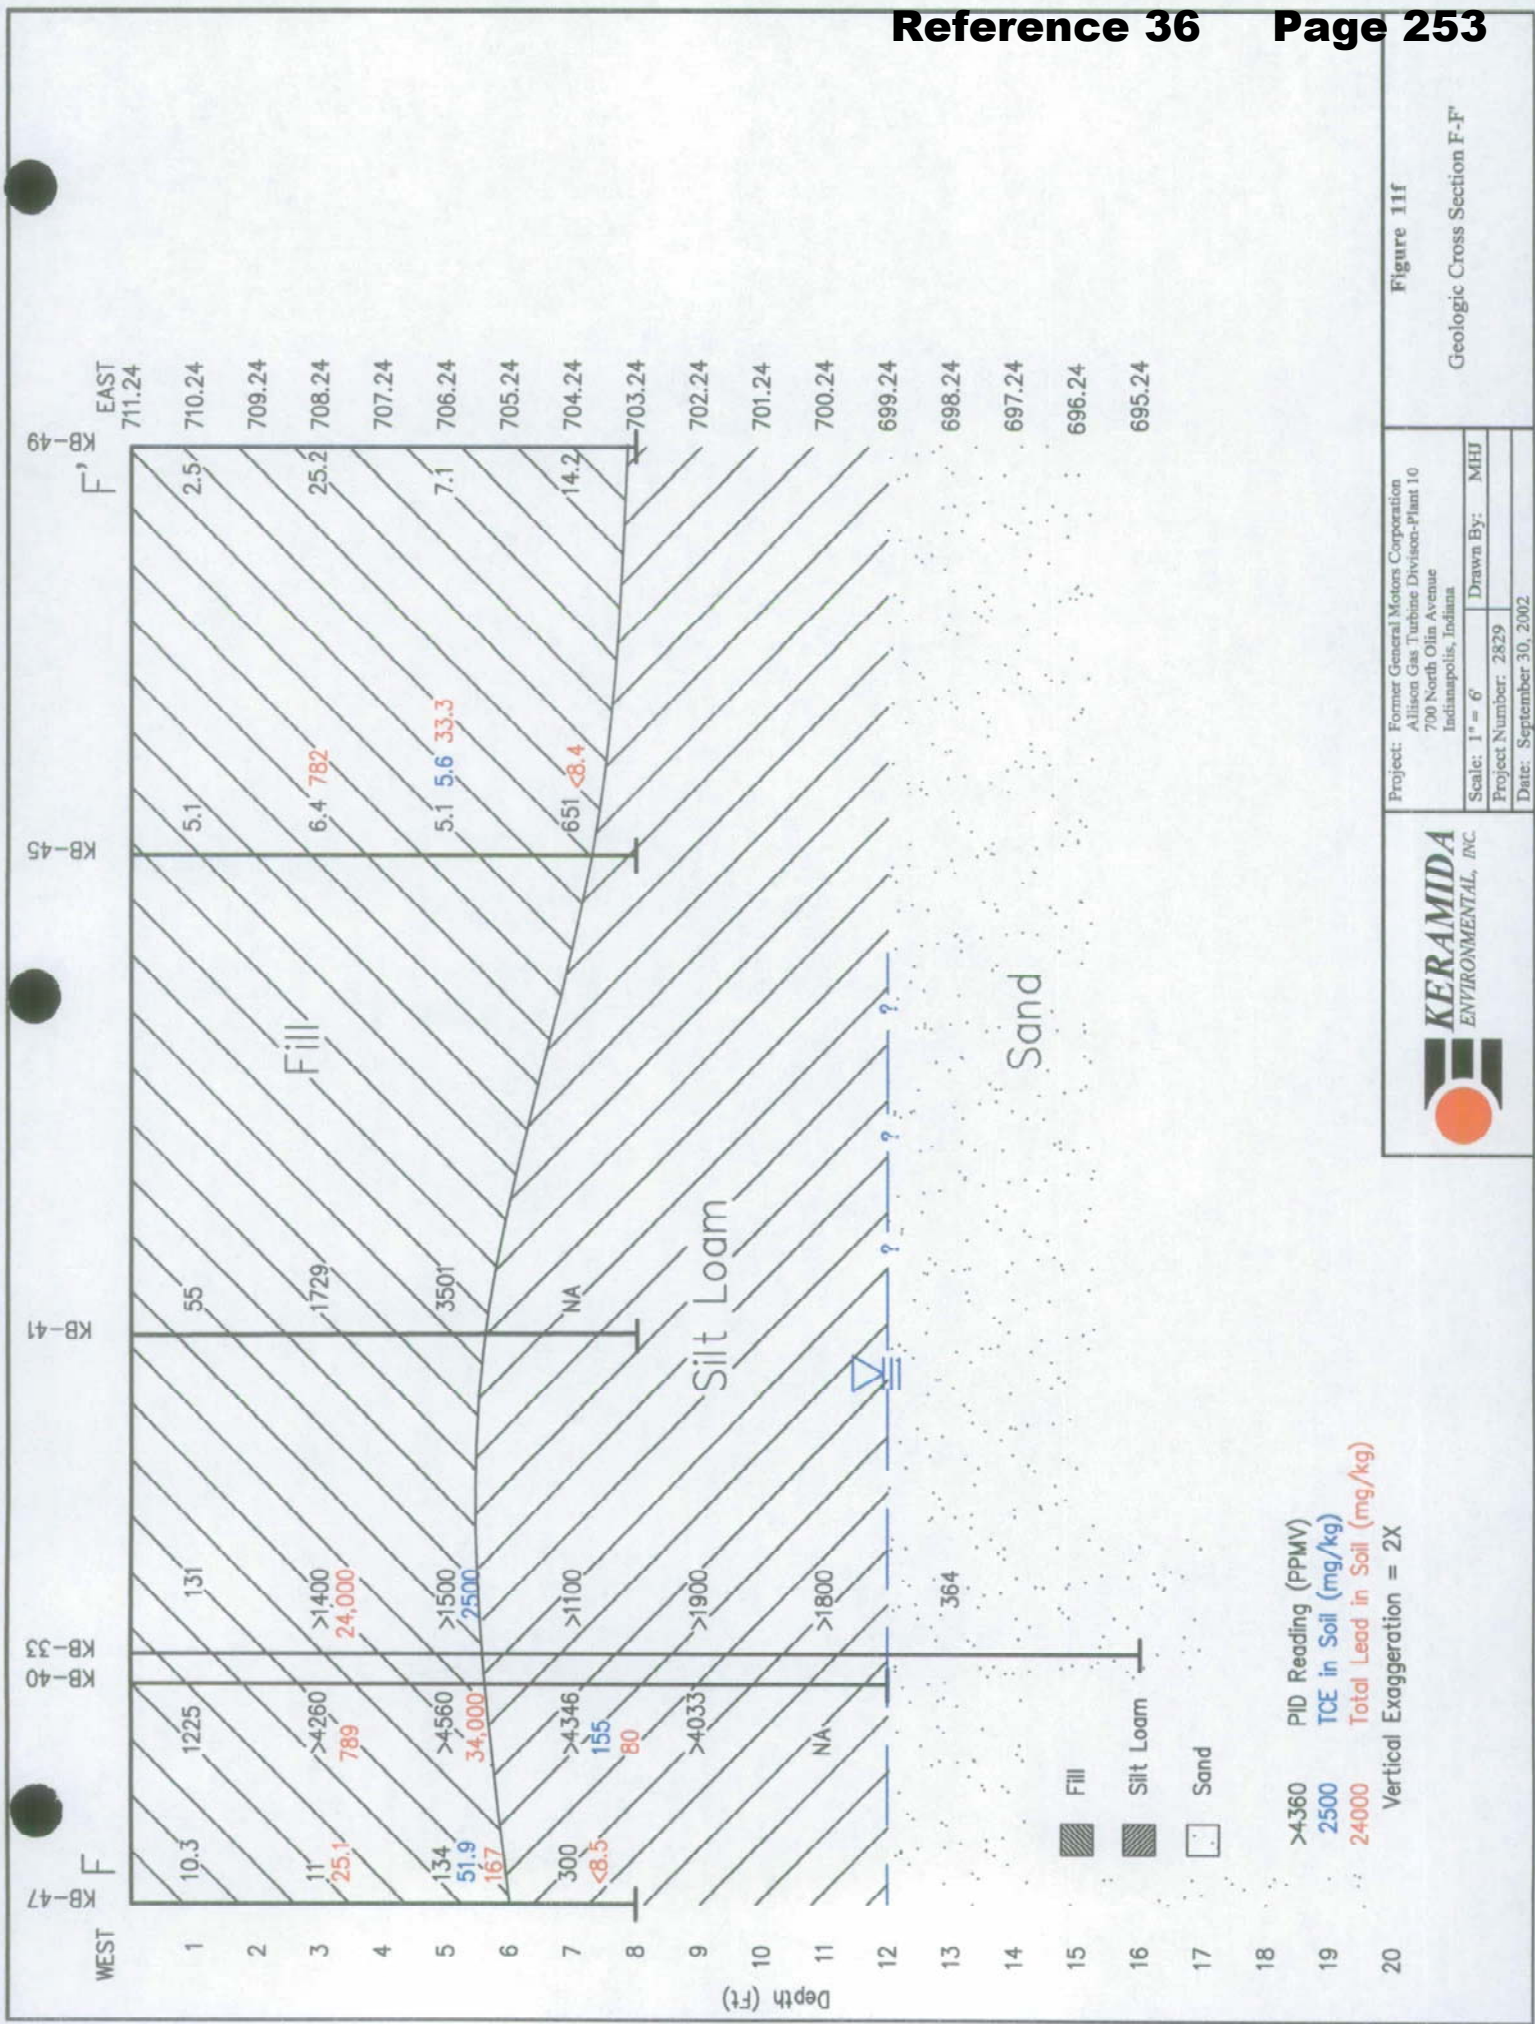 Reference 36 Page 253
F F'
KB-47 KB-40 KB-33 KB-41 KB-45 KB-49
WEST EAST
711.24
1 10.3 1225 131 55 5.1 2.5 710.24
2 709.24
3 11 >4260 >1400 1729 6.4 782 25.2 708.24
25.1 789 24,000
4 707.24
5 134 >4560 >1500 3501 5.1 5.6 33.3 7.1 706.24
51.9 34,000 2500
167
6 705.24
7 300 >4346 >1100 NA 651 <8.4 14.2 704.24
<8.5 155
80
8 703.24
9 >4033 >1900 702.24
10 701.24
11 NA >1800 700.24
12 ? ? ? 699.24
13 364 698.24
14 697.24
15 696.24
16 695.24
17
18
19
20
Depth (Ft)
Fill
Silt Loam
Sand
Fill
Silt Loam
Sand
>4360 PID Reading (PPMV)
2500 TCE in Soil (mg/kg)
24000 Total Lead in Soil (mg/kg)
Vertical Exaggeration = 2X
KERAMIDA
ENVIRONMENTAL, INC.
Project: Former General Motors Corporation
Allison Gas Turbine Divison-Plant 10
700 North Olin Avenue
Indianapolis, Indiana
Scale: 1" = 6' Drawn By: MHJ
Project Number: 2829
Date: September 30, 2002
Figure 11f
Geologic Cross Section F-F'